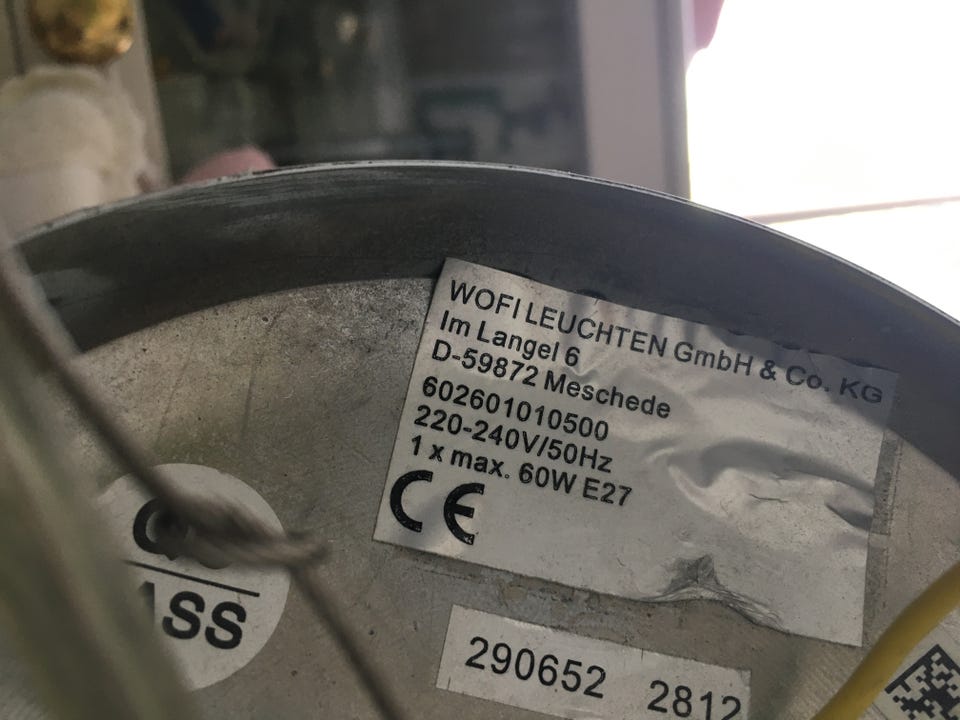 WOFI LEUCHTEN GmbH & Co. KG
Im Langel 6
D-59872 Meschede
602601010500
220-240V/50Hz
1 x max. 60W E27
CE
290652 2812